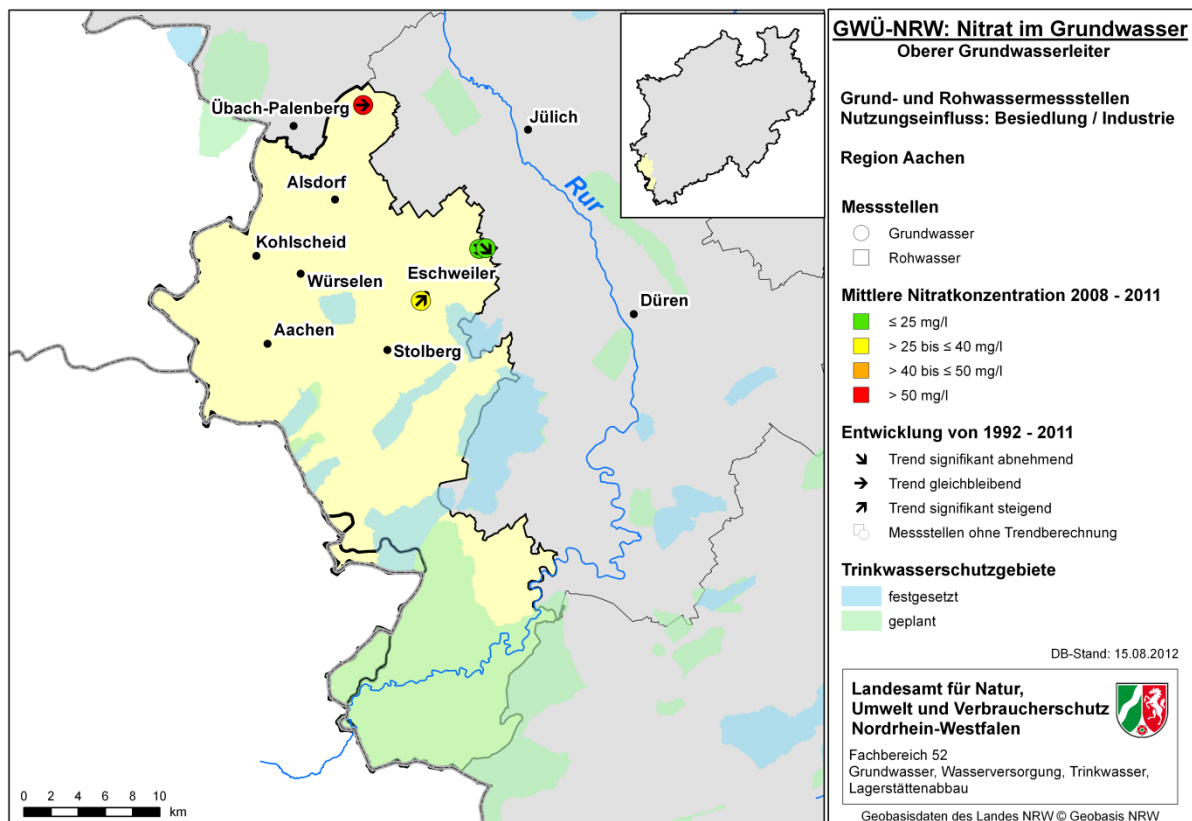 Übach-Palenberg
Jülich
Alsdorf
Rur
Kohlscheid
Würselen
Eschweiler
Düren
Aachen
Stolberg
0 2 4 6 8 10
km
GWÜ-NRW: Nitrat im Grundwasser
Oberer Grundwasserleiter
Grund- und Rohwassermessstellen
Nutzungseinfluss: Besiedlung / Industrie
Region Aachen
Messstellen
Grundwasser
Rohwasser
Mittlere Nitratkonzentration 2008 - 2011
≤ 25 mg/l
> 25 bis ≤ 40 mg/l
> 40 bis ≤ 50 mg/l
> 50 mg/l
Entwicklung von 1992 - 2011
Trend signifikant abnehmend
Trend gleichbleibend
Trend signifikant steigend
Messstellen ohne Trendberechnung
Trinkwasserschutzgebiete
festgesetzt
geplant
DB-Stand: 15.08.2012
Landesamt für Natur,
Umwelt und Verbraucherschutz
Nordrhein-Westfalen
Fachbereich 52
Grundwasser, Wasserversorgung, Trinkwasser,
Lagerstättenabbau
Geobasisdaten des Landes NRW © Geobasis NRW